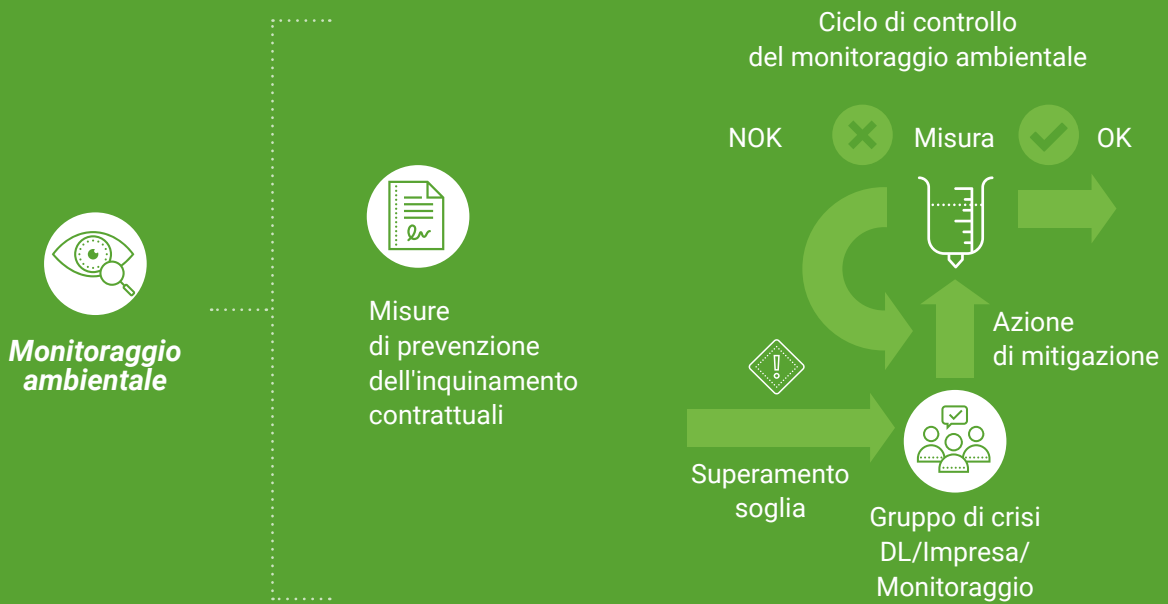 Monitoraggio
ambientale
Misure
di prevenzione
dell'inquinamento
contrattuali
Ciclo di controllo
del monitoraggio ambientale
NOK
Misura
OK
Azione
di mitigazione
Superamento
soglia
Gruppo di crisi
DL/Impresa/
Monitoraggio